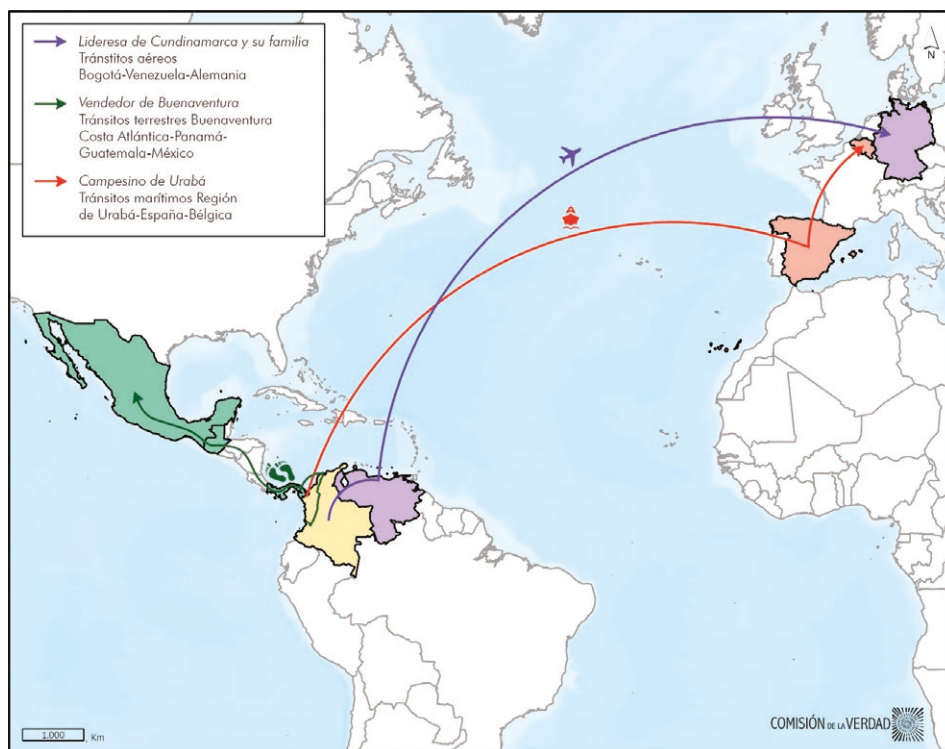 Lideresa de Cundinamarca y su familia
Tránstitos aéreos
Bogotá-Venezuela-Alemania
Vendedor de Buenaventura
Tránsitos terrestres Buenaventura
Costa Atlántica-Panamá-
Guatemala-México
Campesino de Urabá
Tránsitos marítimos Región
de Urabá-España-Bélgica
N
1.000 Km
COMISIÓN DE LA VERDAD